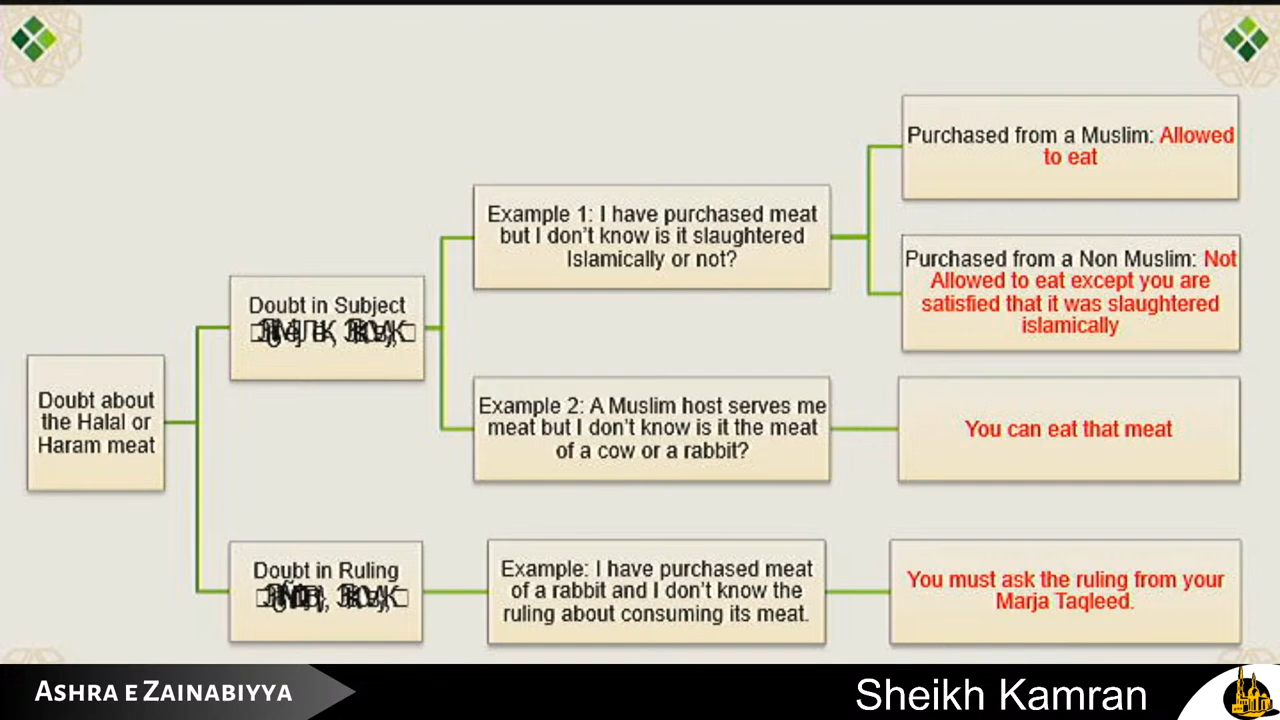 Doubt about
the Halal or
Haram meat
Doubt in Subject
Example 1: I have purchased meat
but I don't know is it slaughtered
Islamically or not?
Purchased from a Muslim: Allowed
to eat
Purchased from a Non Muslim: Not
Allowed to eat except you are
satisfied that it was slaughtered
islamically
Example 2: A Muslim host serves me
meat but I don't know is it the meat
of a cow or a rabbit?
You can eat that meat
Doubt in Ruling
Example: I have purchased meat
of a rabbit and I don't know the
ruling about consuming its meat.
You must ask the ruling from your
Marja Taqleed.
ASHRA E ZAINABIYYA
Sheikh Kamran